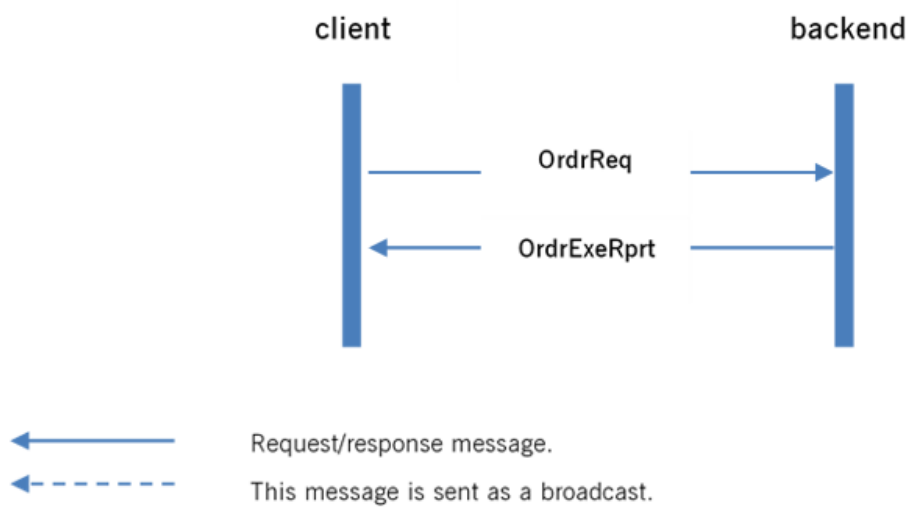 client backend
OrdrReq
OrdrExeRprt
Request/response message.
This message is sent as a broadcast.